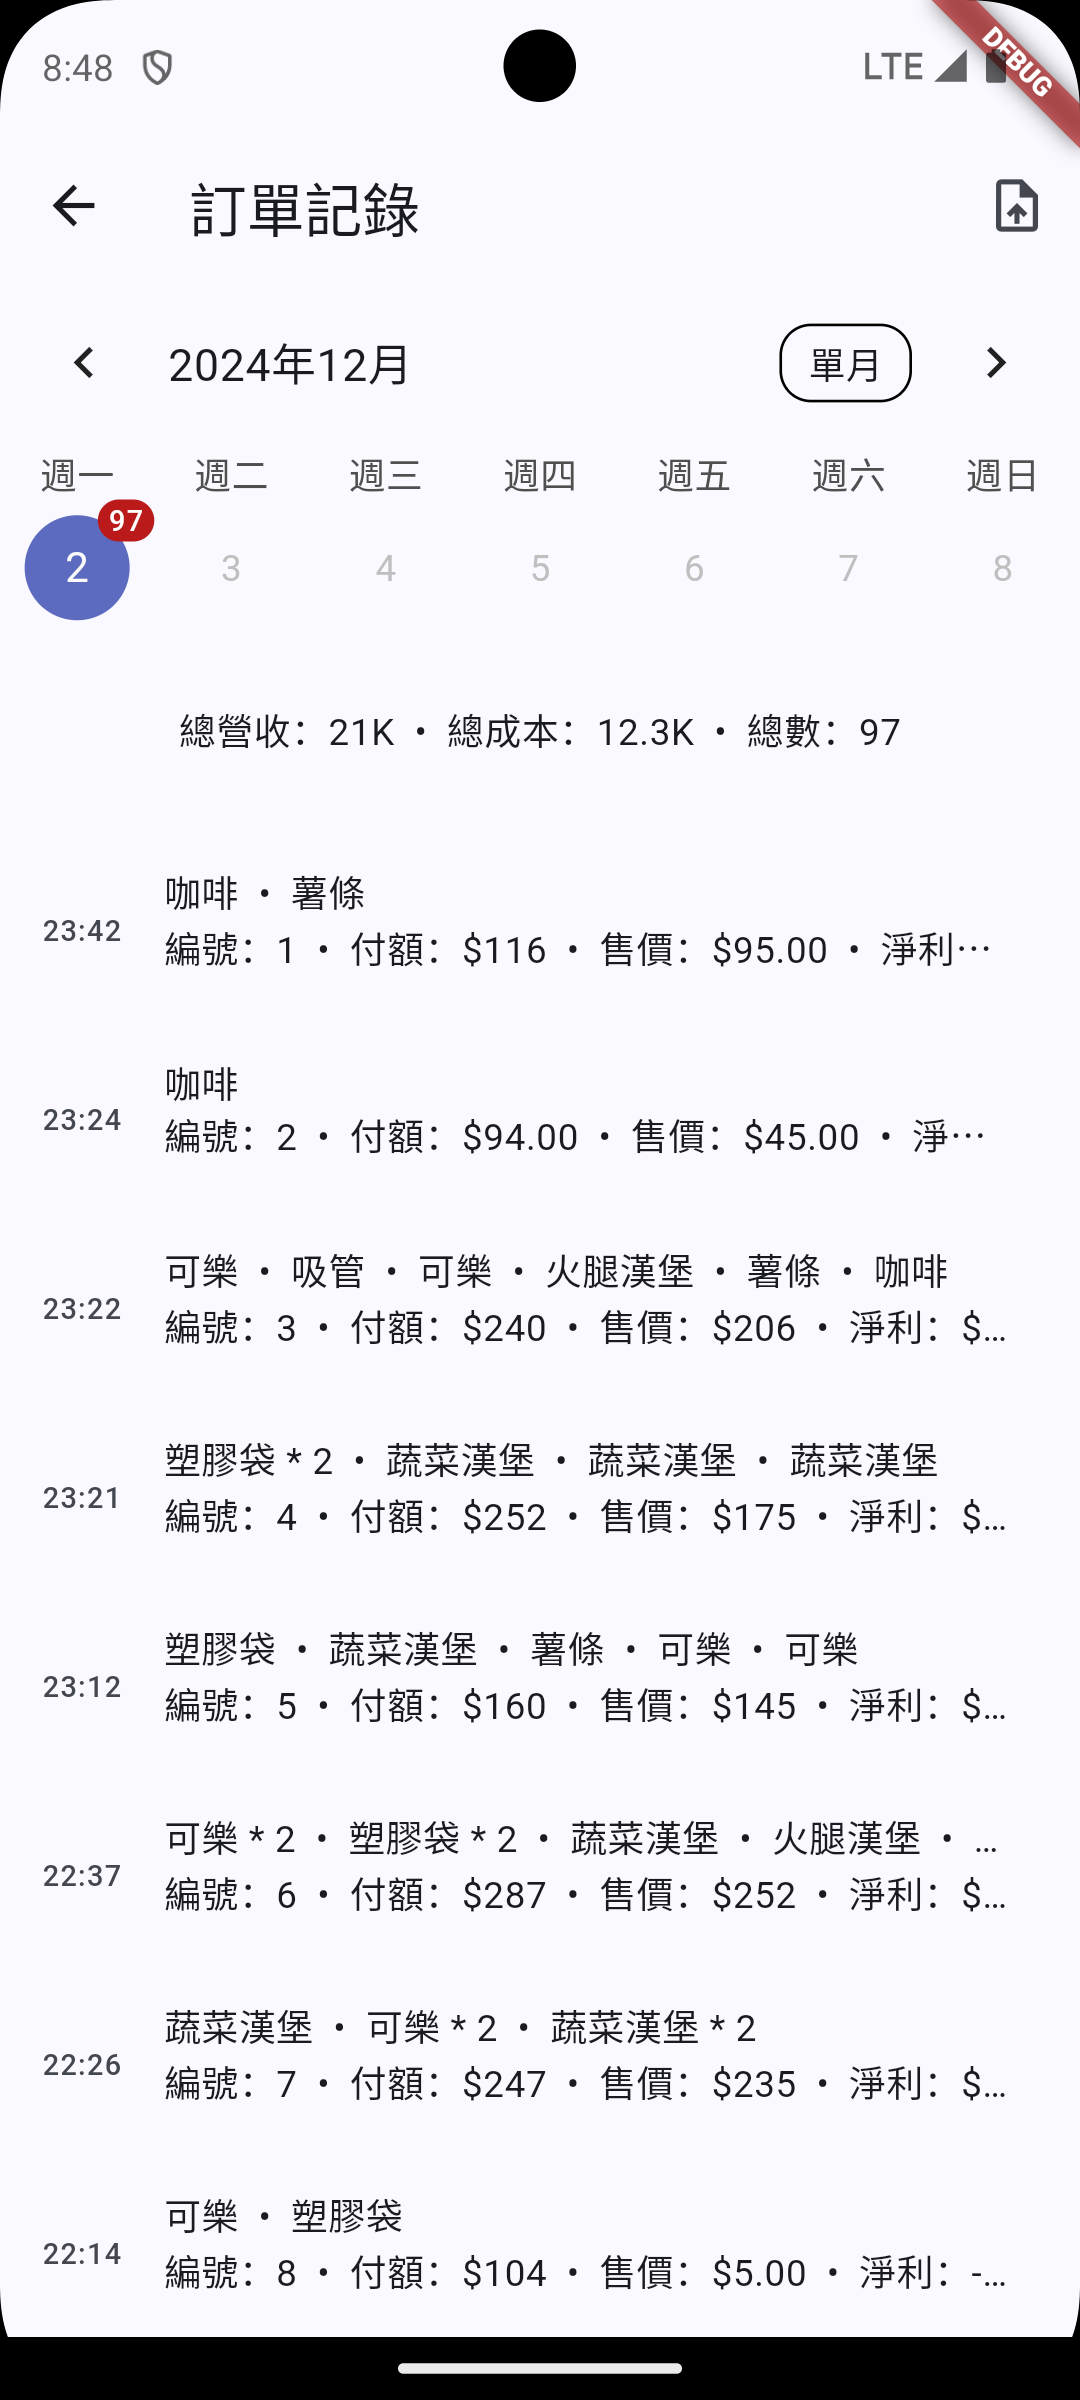 8:48
LTE
DEBUG
訂單記錄
2024年12月
單月
週一 週二 週三 週四 週五 週六 週日
97
2 3 4 5 6 7 8
總營收：21K • 總成本：12.3K • 總數：97
咖啡 • 薯條
23:42
編號：1 • 付額：$116 • 售價：$95.00 • 淨利…
咖啡
23:24
編號：2 • 付額：$94.00 • 售價：$45.00 • 淨…
可樂 • 吸管 • 可樂 • 火腿漢堡 • 薯條 • 咖啡
23:22
編號：3 • 付額：$240 • 售價：$206 • 淨利：$…
塑膠袋 * 2 • 蔬菜漢堡 • 蔬菜漢堡 • 蔬菜漢堡
23:21
編號：4 • 付額：$252 • 售價：$175 • 淨利：$…
塑膠袋 • 蔬菜漢堡 • 薯條 • 可樂 • 可樂
23:12
編號：5 • 付額：$160 • 售價：$145 • 淨利：$…
可樂 * 2 • 塑膠袋 * 2 • 蔬菜漢堡 • 火腿漢堡 • …
22:37
編號：6 • 付額：$287 • 售價：$252 • 淨利：$…
蔬菜漢堡 • 可樂 * 2 • 蔬菜漢堡 * 2
22:26
編號：7 • 付額：$247 • 售價：$235 • 淨利：$…
可樂 • 塑膠袋
22:14
編號：8 • 付額：$104 • 售價：$5.00 • 淨利：-…